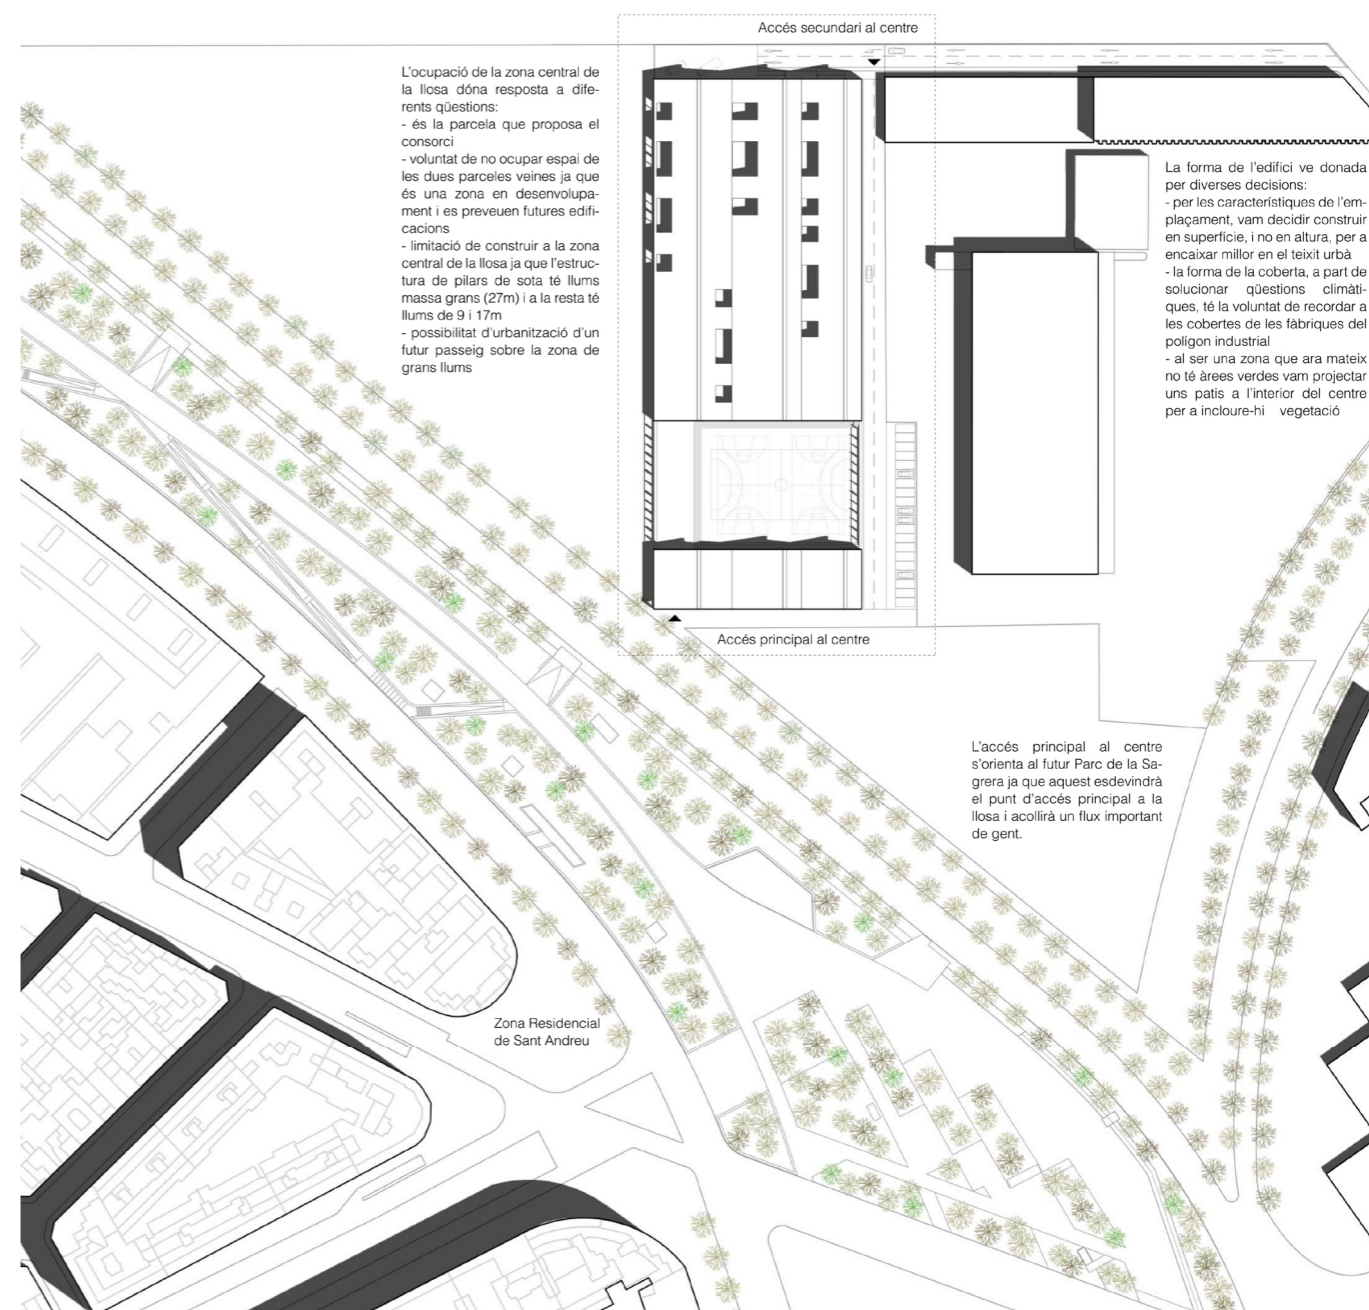 Accés secundari al centre
L'ocupació de la zona central de
la llosa dóna resposta a dife-
rents qüestions:
- és la parcela que proposa el
consorci
- voluntat de no ocupar espai de
les dues parceles veines ja que
és una zona en desenvolupa-
ment i es preveuen futures edifi-
cacions
- limitació de construir a la zona
central de la llosa ja que l'estruc-
tura de pilars de sota té llums
massa grans (27m) i a la resta té
llums de 9 i 17m
- possibilitat d'urbanització d'un
futur passeig sobre la zona de
grans llums
La forma de l'edifici ve donada
per diverses decisions:
- per les característiques de l'em-
plaçament, vam decidir construir
en superfície, i no en altura, per a
encaixar millor en el teixit urbà
- la forma de la coberta, a part de
solucionar qüestions climàti-
ques, té la voluntat de recordar a
les cobertes de les fàbriques del
polígon industrial
- al ser una zona que ara mateix
no té àrees verdes vam projectar
uns patis a l'interior del centre
per a incloure-hi vegetació
Accés principal al centre
L'accés principal al centre
s'orienta al futur Parc de la Sa-
grera ja que aquest esdevindrà
el punt d'accés principal a la
llosa i acollirà un flux important
de gent.
Zona Residencial
de Sant Andreu